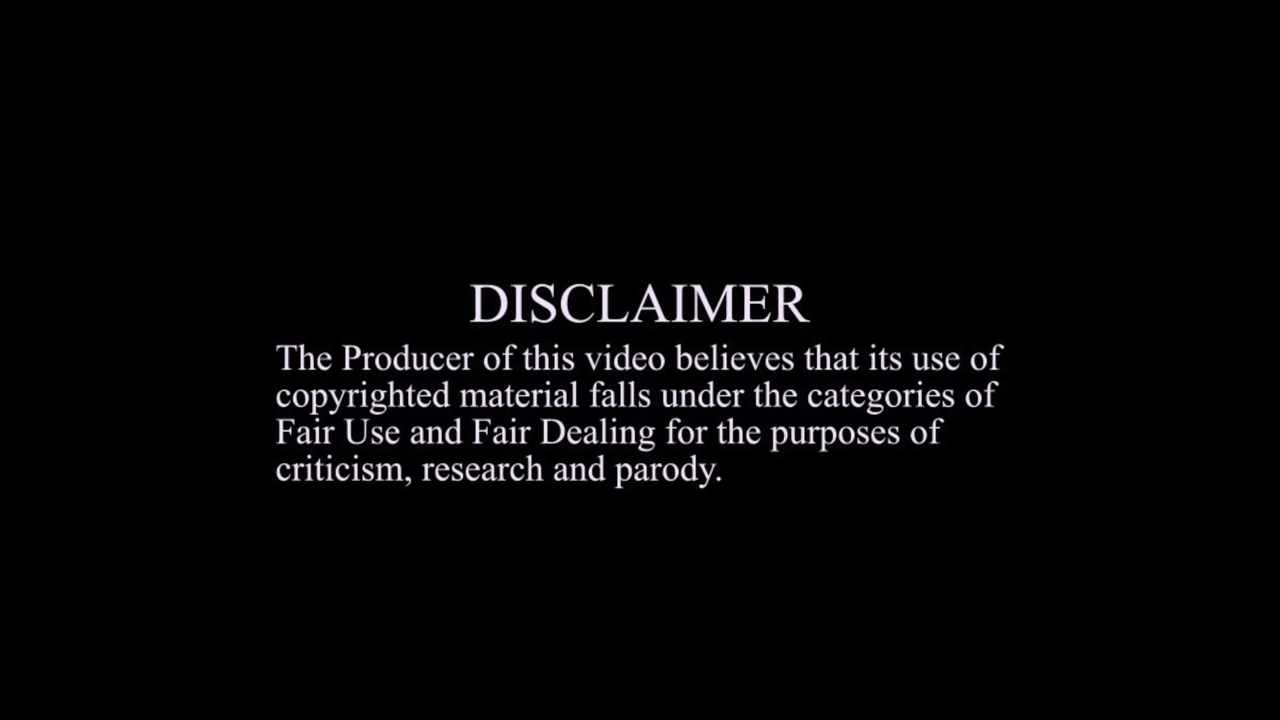 DISCLAIMER
The Producer of this video believes that its use of
copyrighted material falls under the categories of
Fair Use and Fair Dealing for the purposes of
criticism, research and parody.